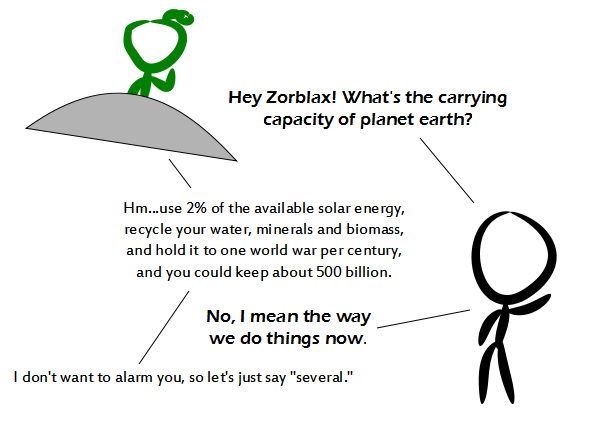 Hey Zorblax! What's the carrying
capacity of planet earth?
Hm...use 2% of the available solar energy,
recycle your water, minerals and biomass,
and hold it to one world war per century,
and you could keep about 500 billion.
No, I mean the way
we do things now.
I don't want to alarm you, so let's just say "several."